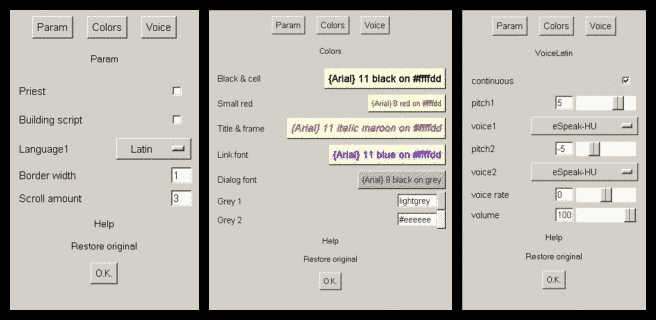 Param Colors Voice
Param
Priest
Building script
Language1 Latin
Border width 1
Scroll amount 3
Help
Restore original
O.K.
Param Colors Voice
Colors
Black & cell {Arial} 11 black on #ffffdd
Small red {Arial} 8 red on #ffffdd
Title & frame {Arial} 11 italic maroon on #ffffdd
Link font {Arial} 11 blue on #ffffdd
Dialog font {Arial} 9 black on grey
Grey 1 lightgrey
Grey 2 #eeeeee
Help
Restore original
O.K.
Param Colors Voice
VoiceLatin
continuous
pitch1 5
voice1 eSpeak-HU
pitch2 -5
voice2 eSpeak-HU
voice rate 0
volume 100
Help
Restore original
O.K.